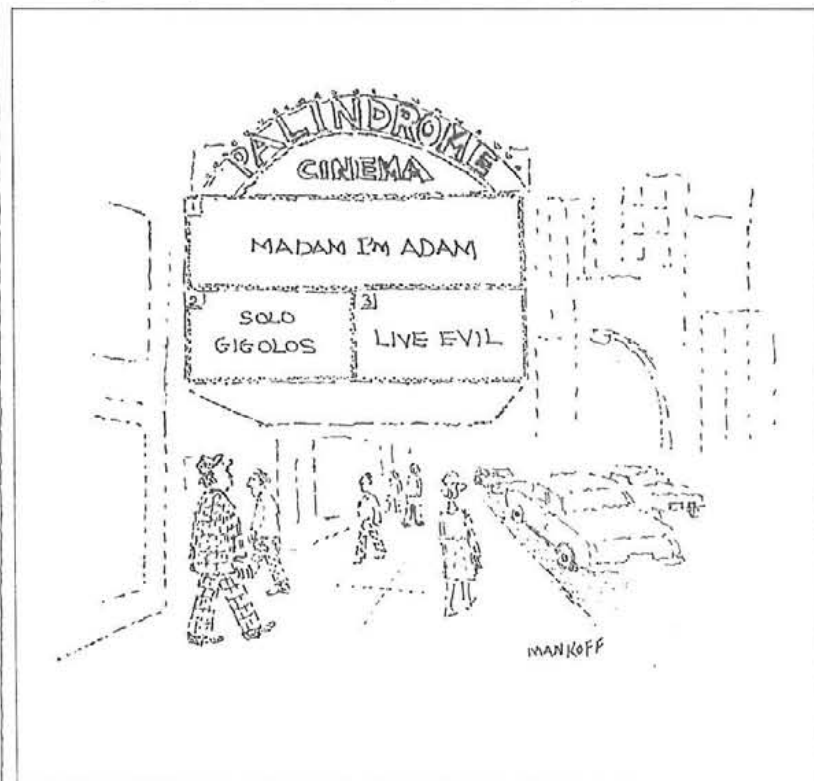 PALINDROME
CINEMA
1
MADAM I'M ADAM
2
SOLO
GIGOLOS
3
LIVE EVIL
MANKOFF